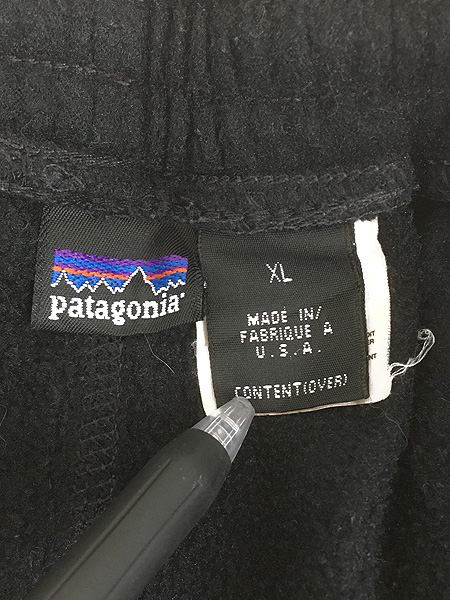 patagonia®
XL
MADE IN/
FABRIQUE A
U.S.A.
CONTENT(OVER)